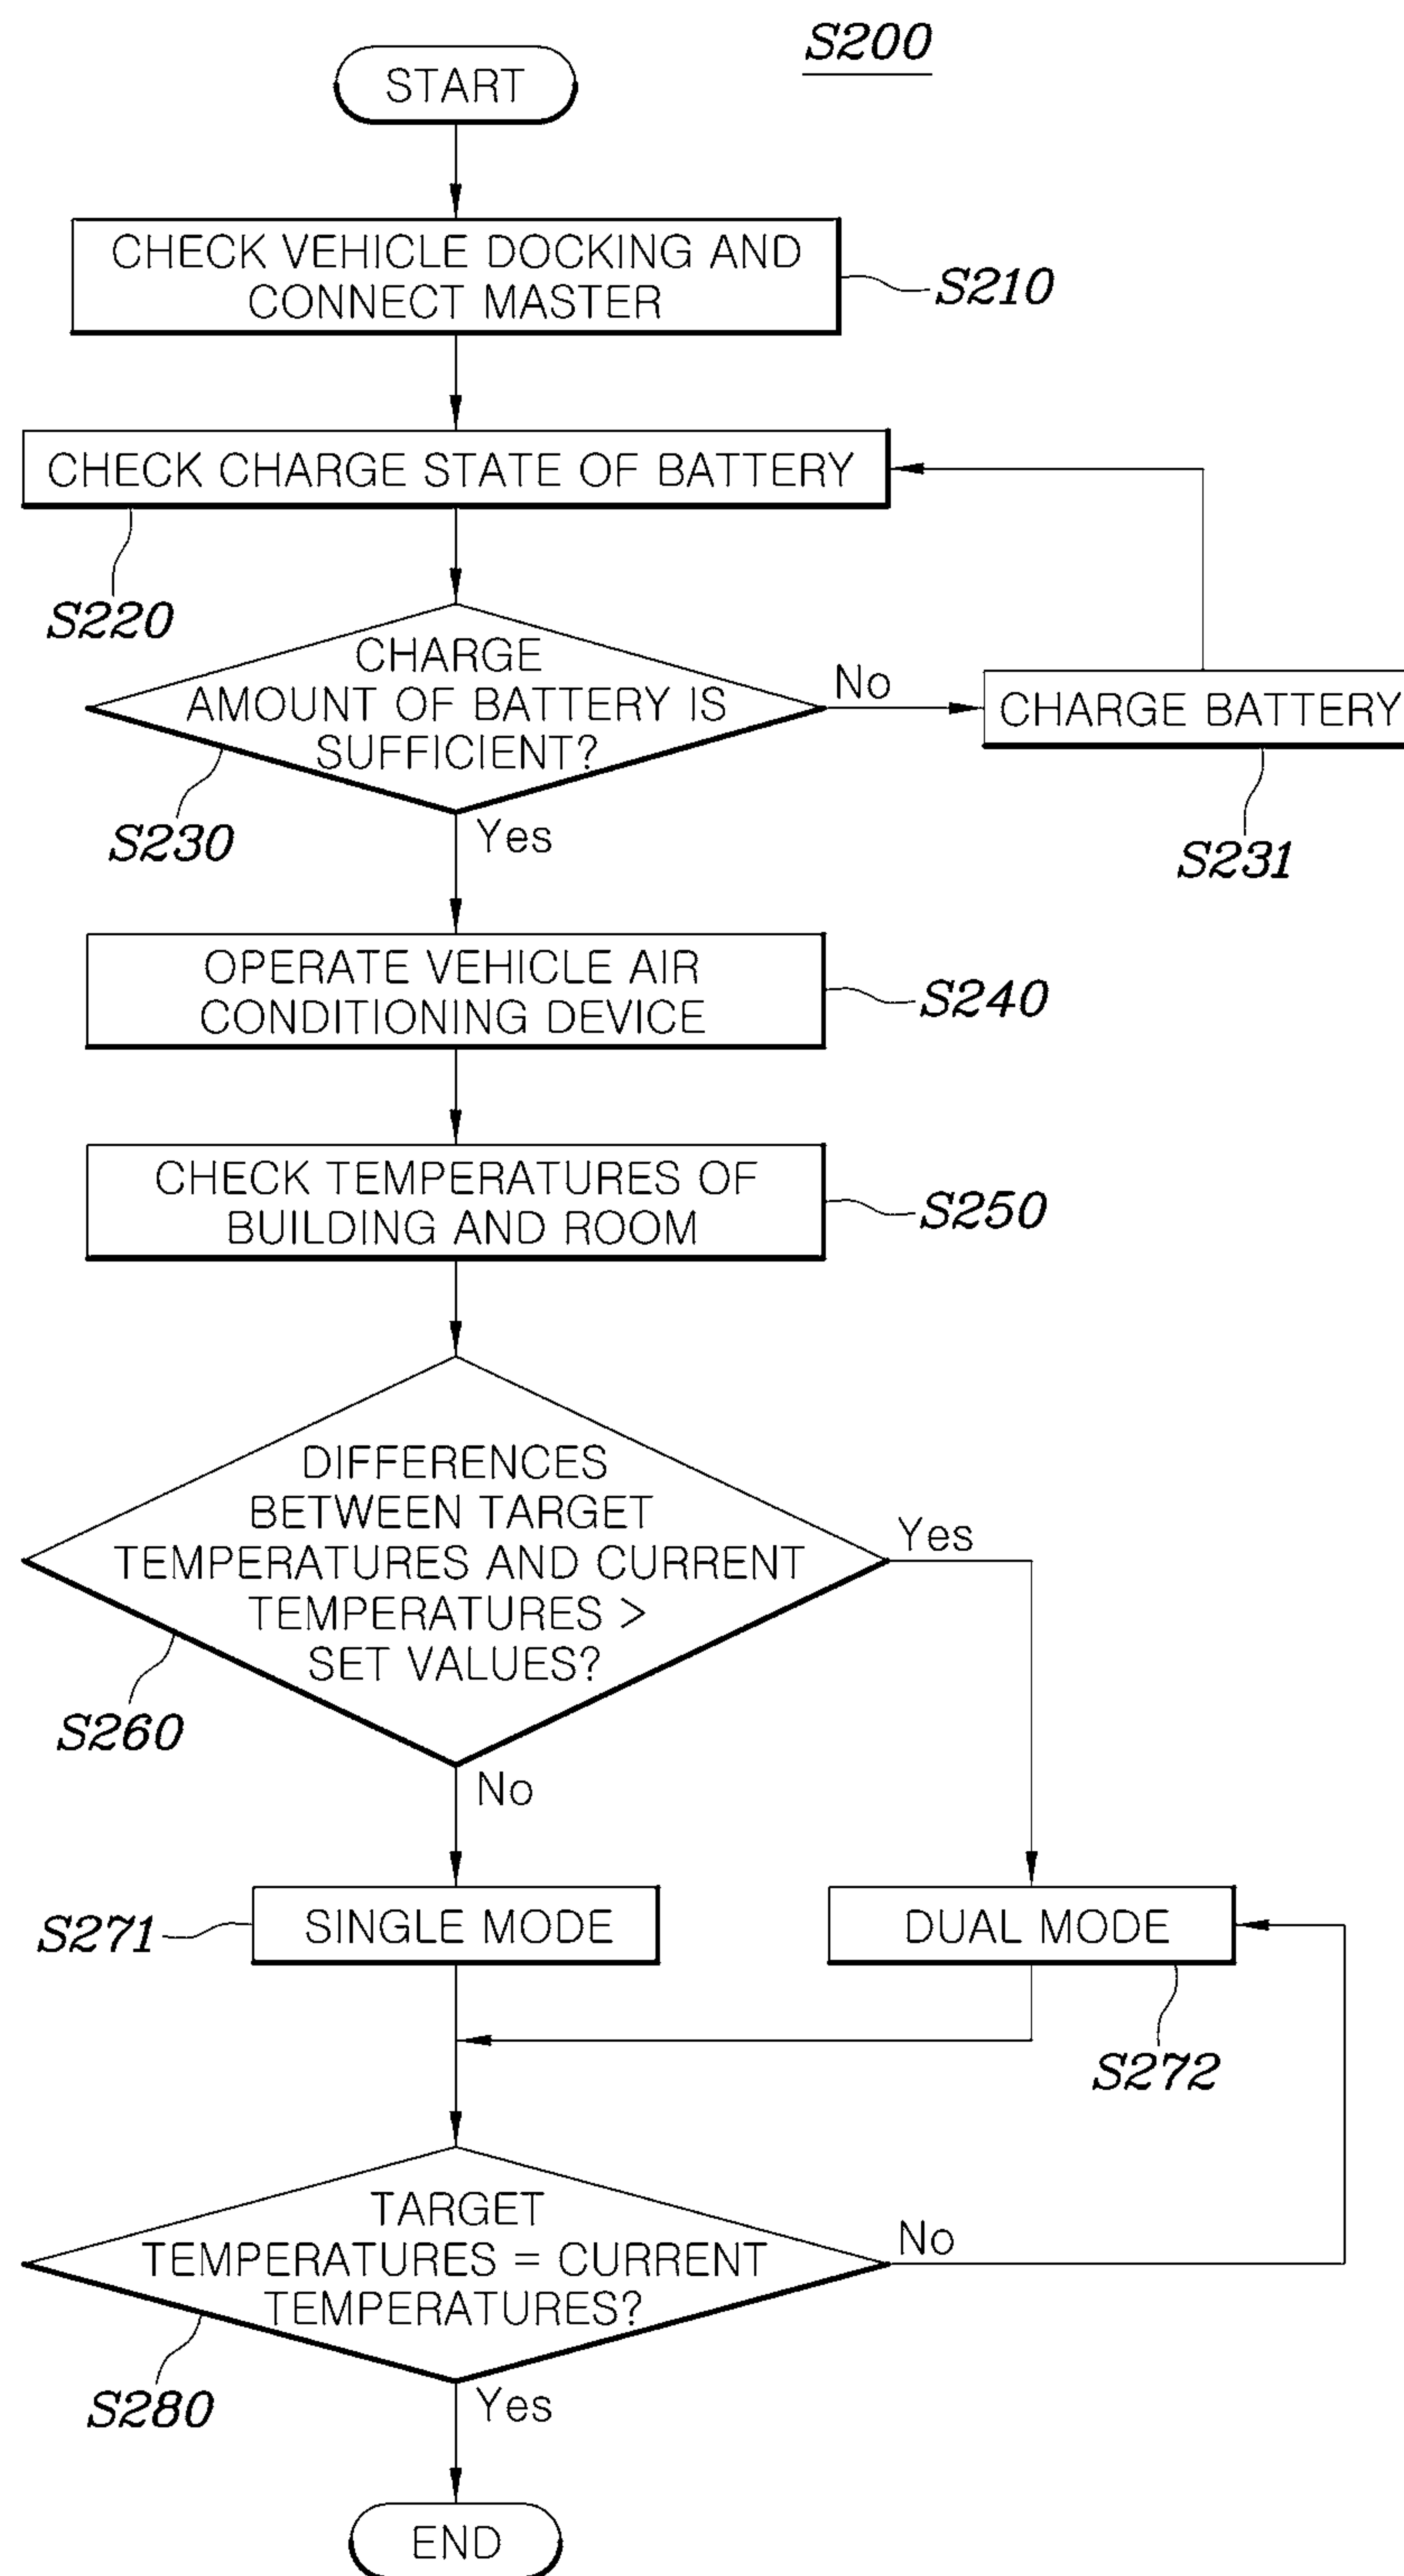 S200
START
CHECK VEHICLE DOCKING AND
CONNECT MASTER
S210
CHECK CHARGE STATE OF BATTERY
S220
CHARGE
AMOUNT OF BATTERY IS
SUFFICIENT?
No
CHARGE BATTERY
S230
Yes
S231
OPERATE VEHICLE AIR
CONDITIONING DEVICE
S240
CHECK TEMPERATURES OF
BUILDING AND ROOM
S250
DIFFERENCES
BETWEEN TARGET
TEMPERATURES AND CURRENT
TEMPERATURES >
SET VALUES?
Yes
S260
No
S271
SINGLE MODE
DUAL MODE
S272
TARGET
TEMPERATURES = CURRENT
TEMPERATURES?
No
S280
Yes
END